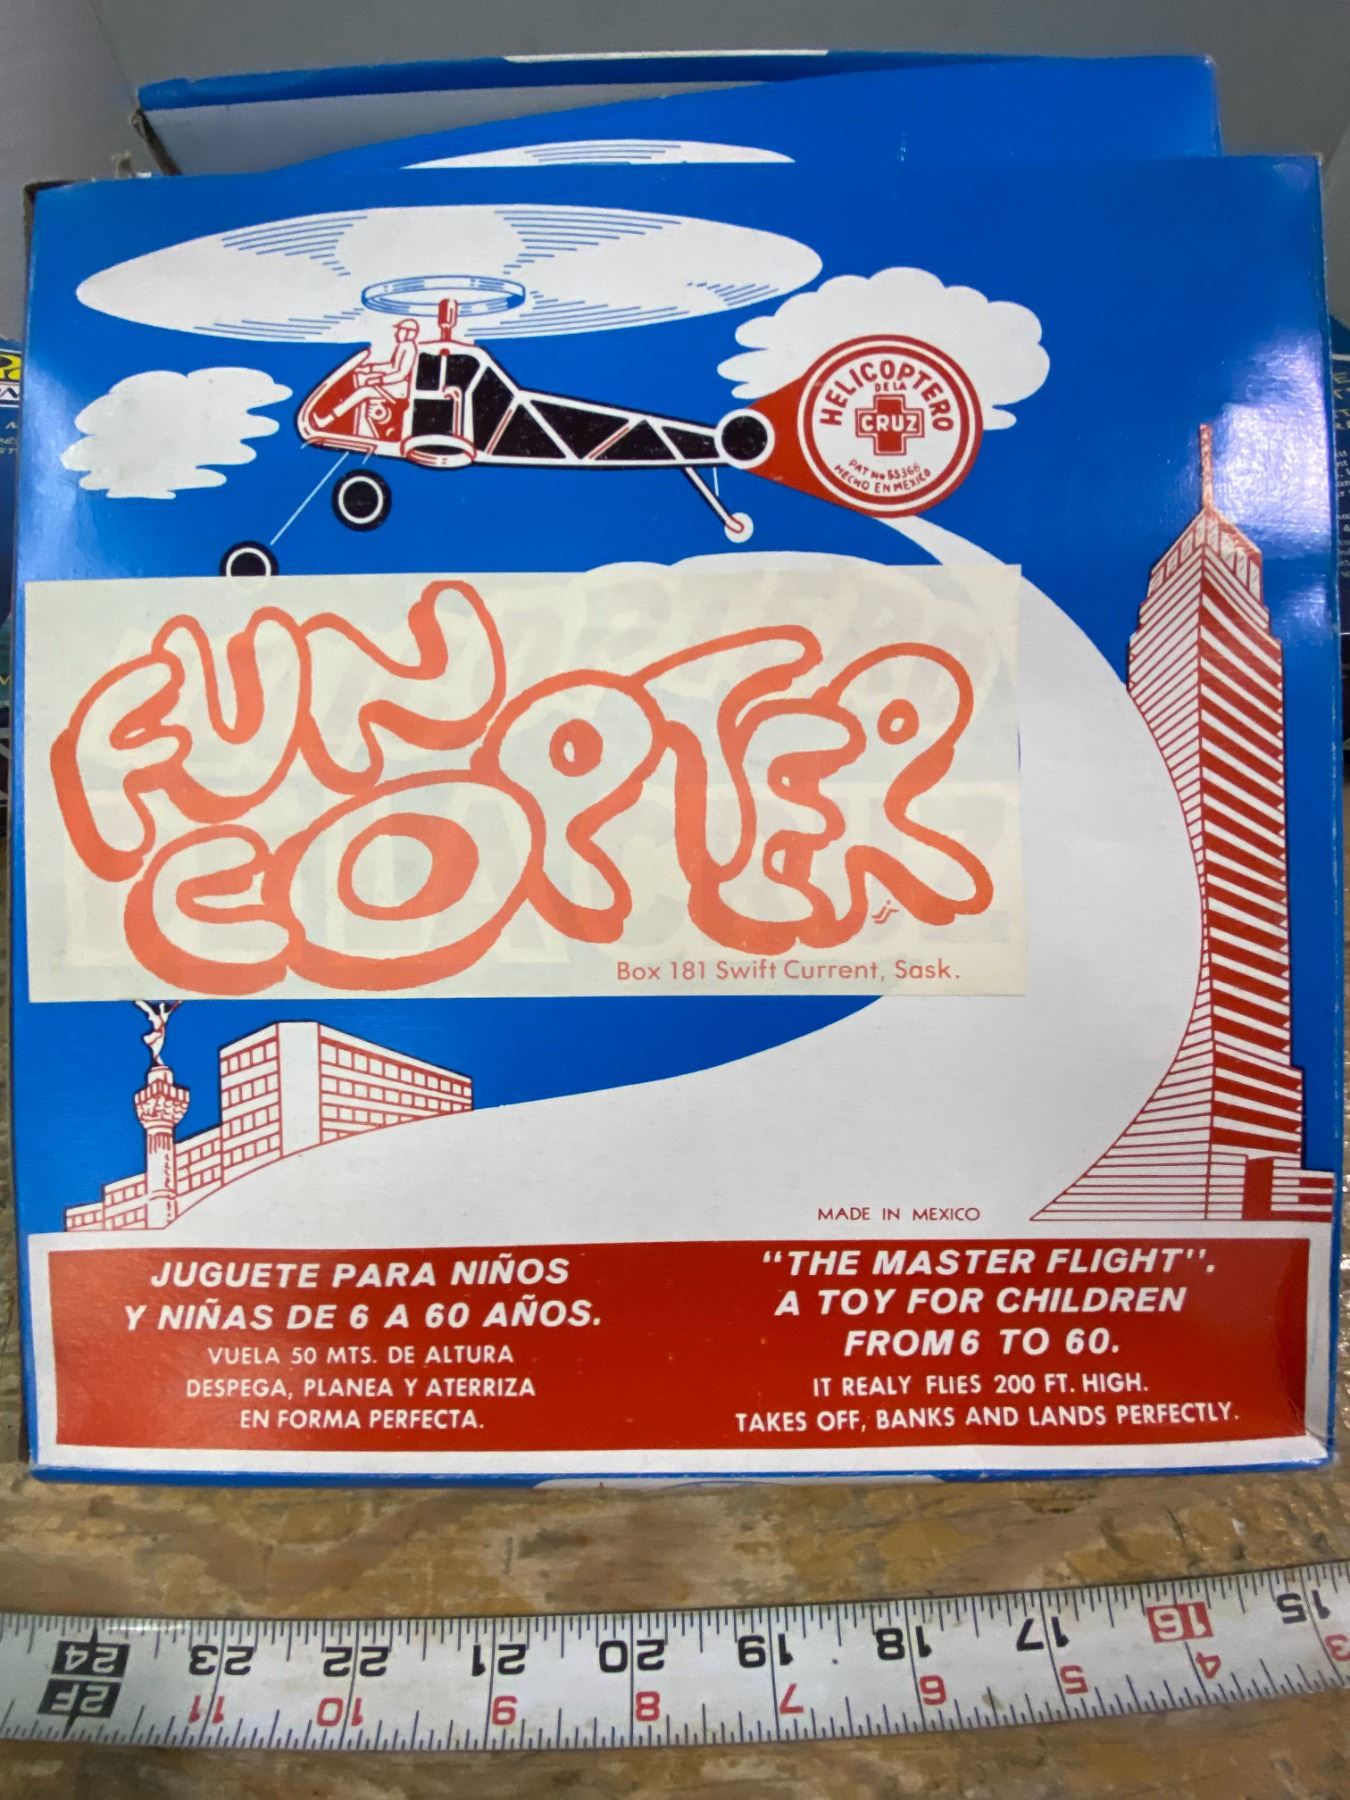 HELICOPTERO
DE LA
CRUZ
PAT No 55366
HECHO EN MEXICO
FUN
COPTER
Box 181 Swift Current, Sask.
MADE IN MEXICO
JUGUETE PARA NIÑOS
Y NIÑAS DE 6 A 60 AÑOS.
VUELA 50 MTS. DE ALTURA
DESPEGA, PLANEA Y ATERRIZA
EN FORMA PERFECTA.
"THE MASTER FLIGHT".
A TOY FOR CHILDREN
FROM 6 TO 60.
IT REALY FLIES 200 FT. HIGH.
TAKES OFF, BANKS AND LANDS PERFECTLY.
24 23 22 21 20 19 18 17 16 15
2F 11 10 9 8 7 6 5 4 3